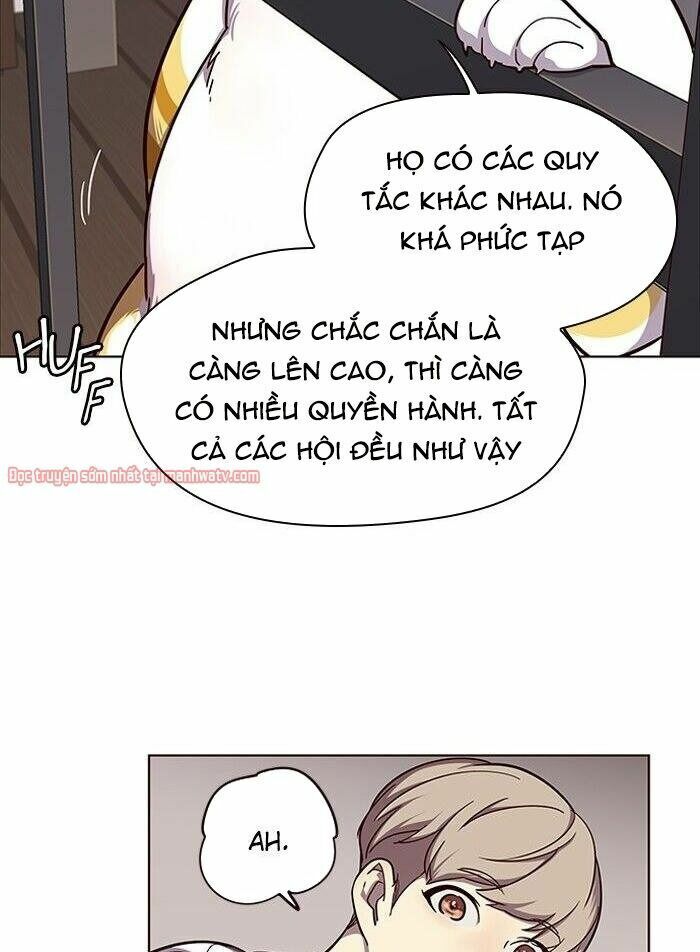 HỌ CÓ CÁC QUY
TẮC KHÁC NHAU. NÓ
KHÁ PHỨC TẠP
NHƯNG CHẮC CHẮN LÀ
CÀNG LÊN CAO, THÌ CÀNG
CÓ NHIỀU QUYỀN HÀNH. TẤT
CẢ CÁC HỘI ĐỀU NHƯ VẬY
HUFF
Đọc truyện sớm nhất tại manhwatv.com
AH.